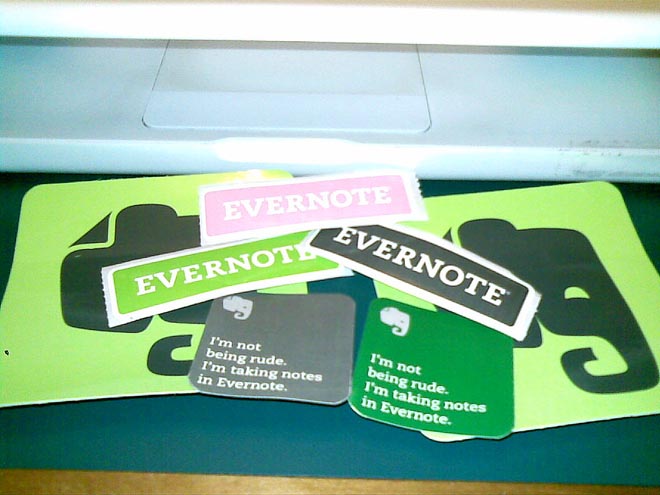 EVERNOTE
EVERNOTE
EVERNOTE
I'm not
being rude.
I'm taking notes
in Evernote.
I'm not
being rude.
I'm taking notes
in Evernote.